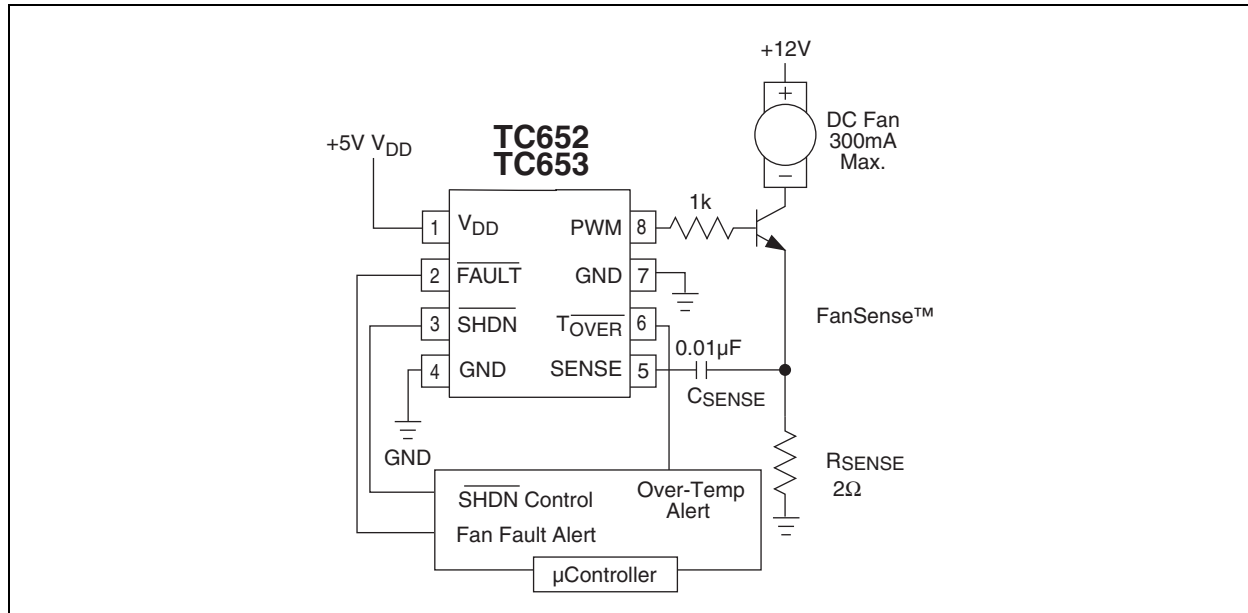 +12V
+
DC Fan
300mA
Max.
−
TC652
TC653
+5V VDD
1k
1 VDD PWM 8
2 FAULT GND 7
3 SHDN TOVER 6
4 GND SENSE 5
FanSense™
0.01µF
CSENSE
GND
RSENSE
2Ω
SHDN Control
Over-Temp
Alert
Fan Fault Alert
µController